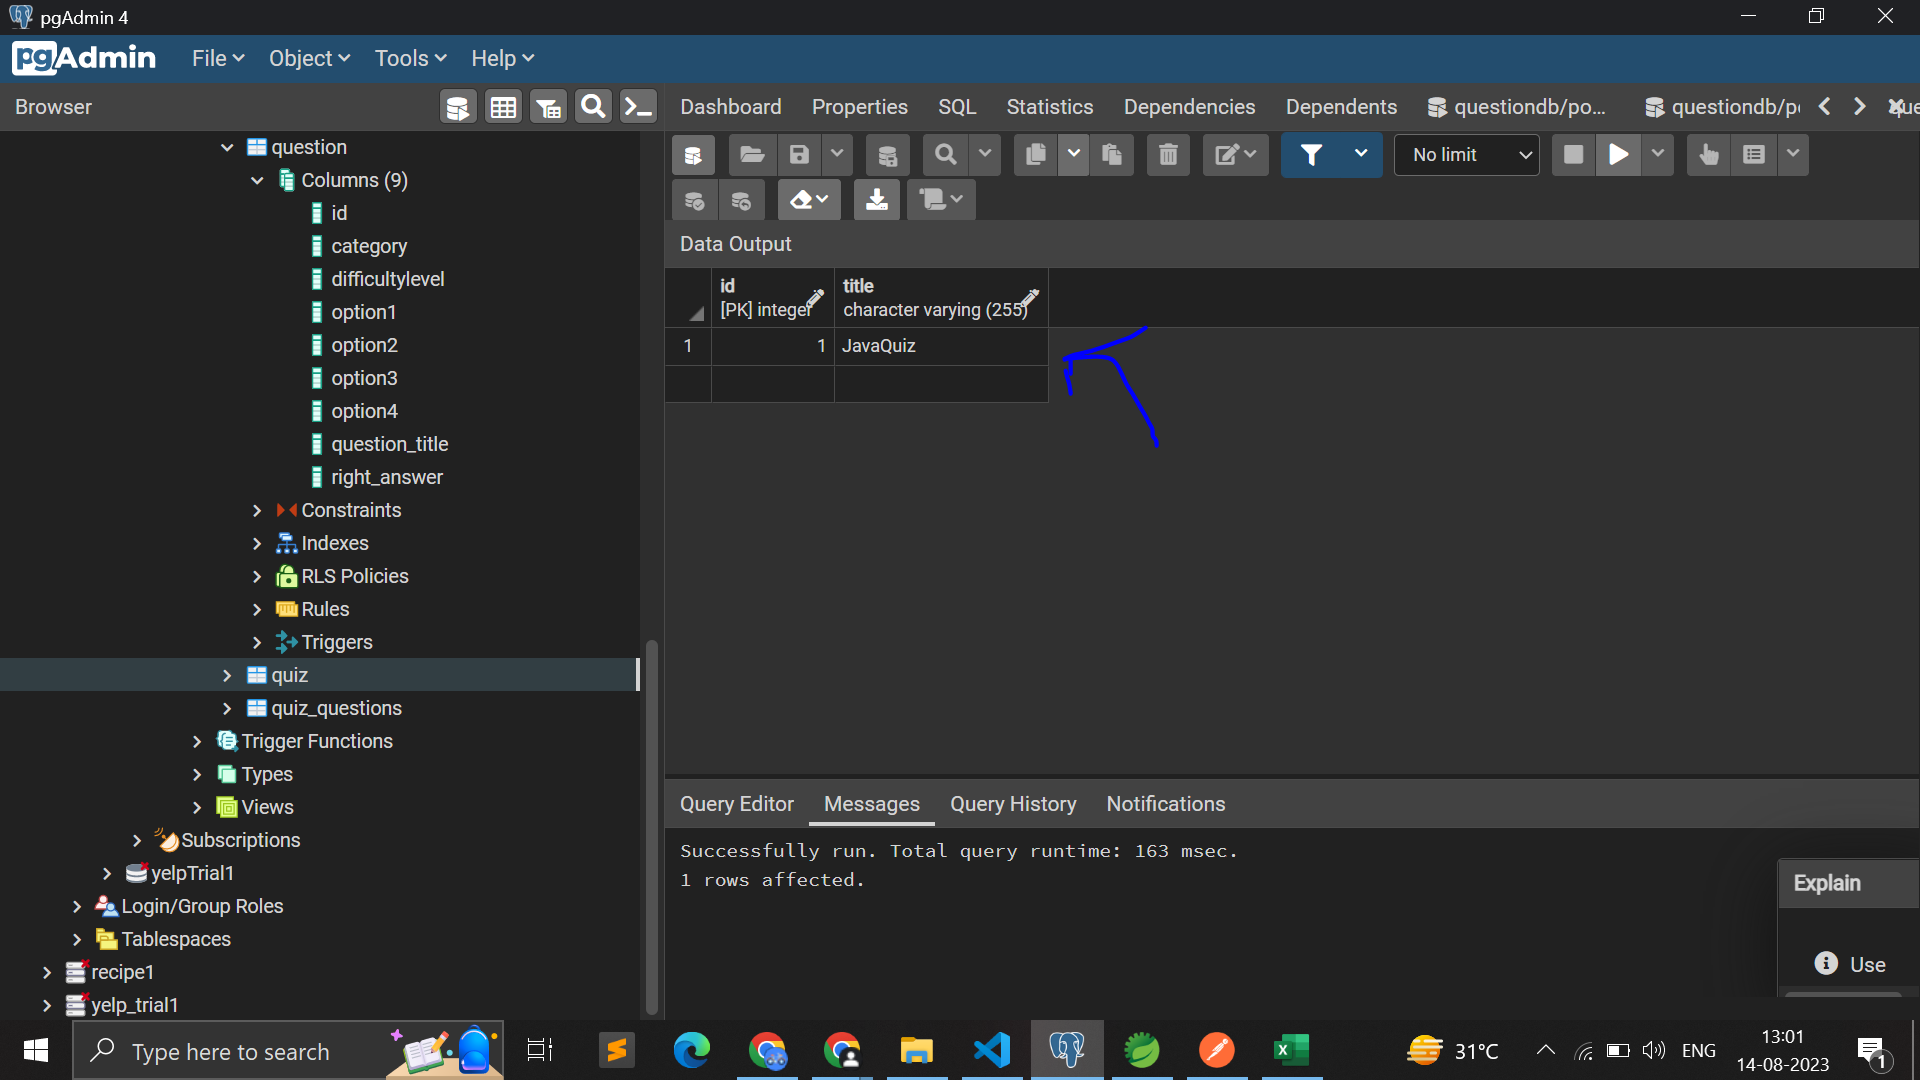 pgAdmin 4
pgAdmin File Object Tools Help
Browser
Dashboard Properties SQL Statistics Dependencies Dependents questiondb/po... questiondb/p
question
Columns (9)
id
category
difficultylevel
option1
option2
option3
option4
question_title
right_answer
Constraints
Indexes
RLS Policies
Rules
Triggers
quiz
quiz_questions
Trigger Functions
Types
Views
Subscriptions
yelpTrial1
Login/Group Roles
Tablespaces
recipe1
yelp_trial1
No limit
Data Output
id
[PK] integer
title
character varying (255)
1 1 JavaQuiz
Query Editor Messages Query History Notifications
Successfully run. Total query runtime: 163 msec.
1 rows affected.
Explain
Use
Type here to search
31°C
ENG
13:01
14-08-2023
1